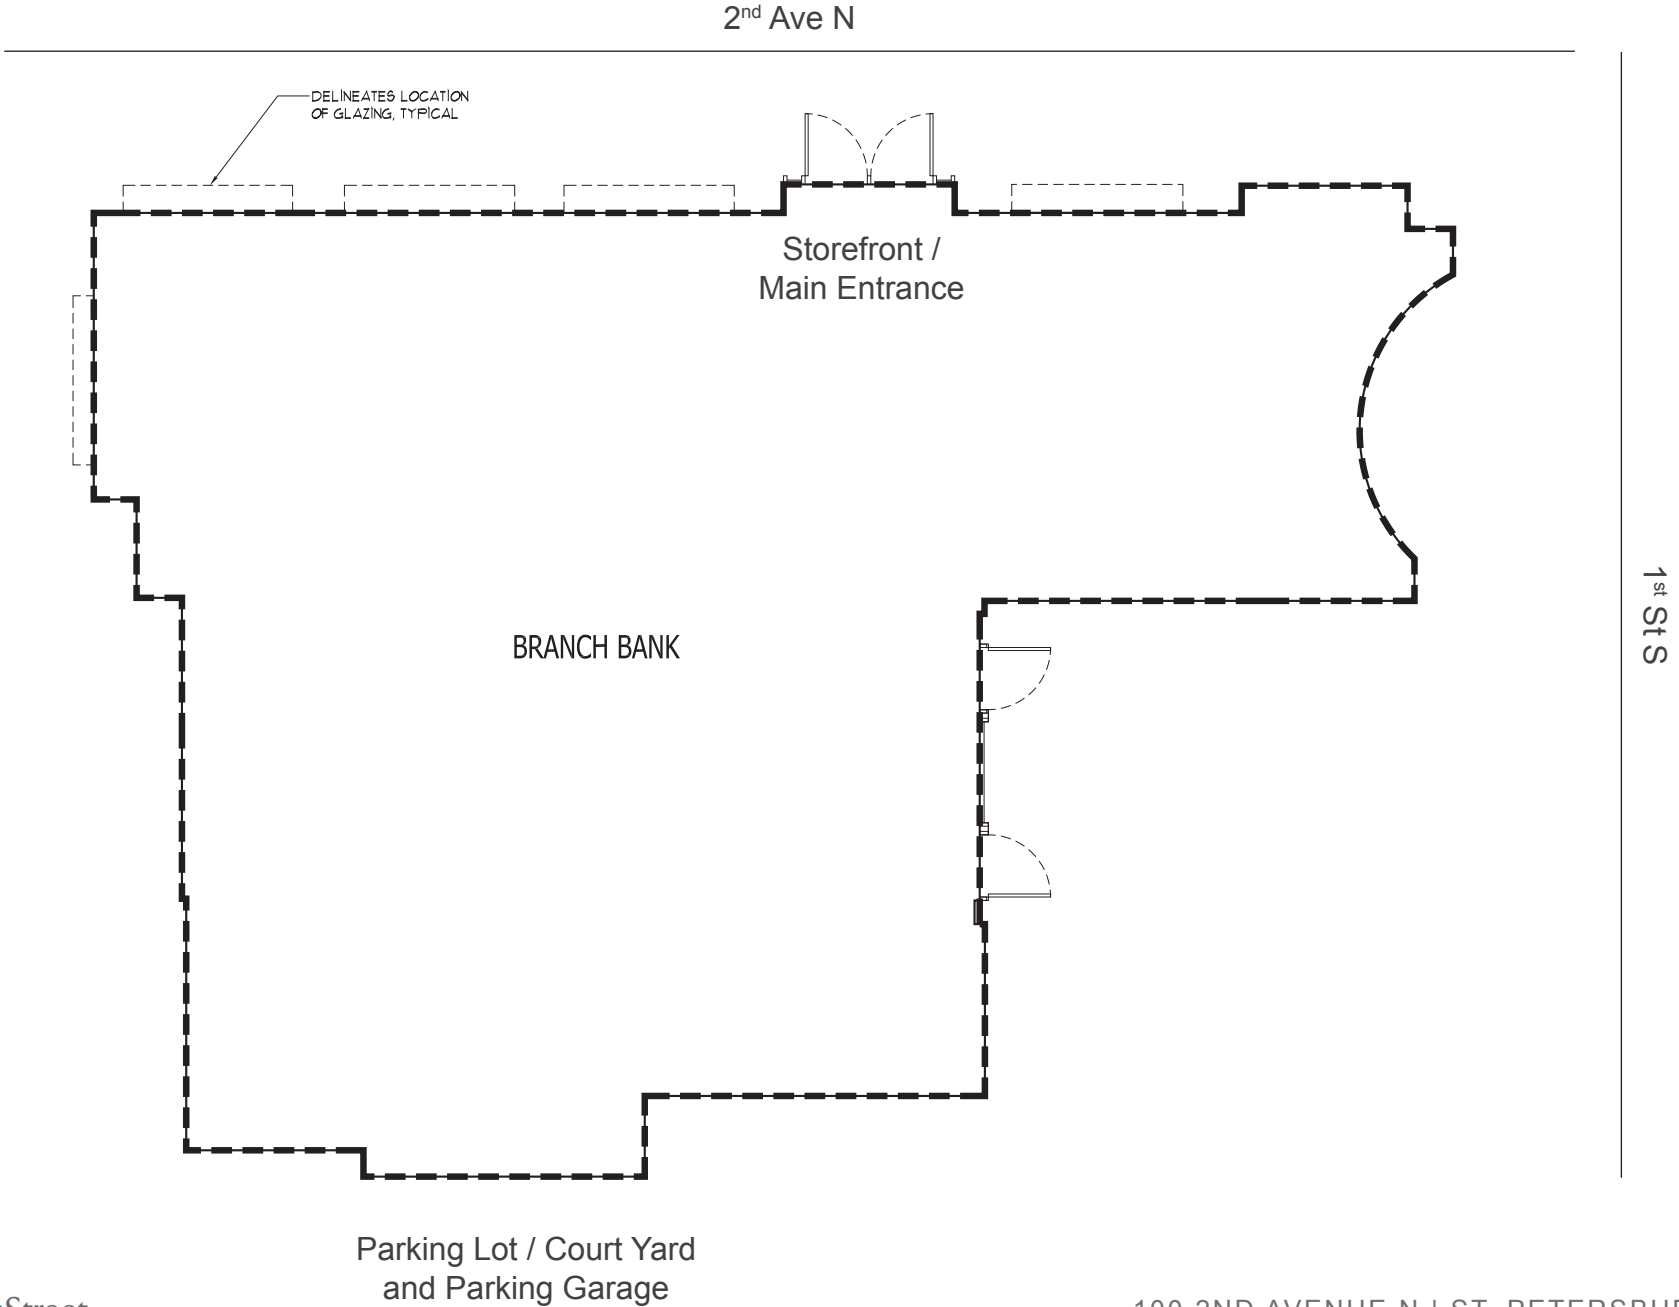 2nd Ave N
DELINEATES LOCATION
OF GLAZING, TYPICAL
Storefront /
Main Entrance
1st St S
BRANCH BANK
Parking Lot / Court Yard
and Parking Garage